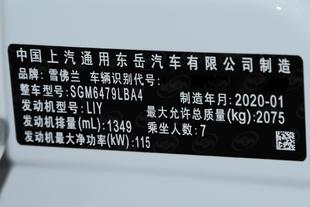 中国上汽通用东岳汽车有限公司制造
品牌：雪佛兰 车辆识别代号：
整车型号：SGM6479LBA4 制造年月：2020-01
发动机型号：LIY 最大允许总质量(kg)：2075
发动机排量(mL)：1349 乘坐人数：7
发动机最大净功率(kW)：115